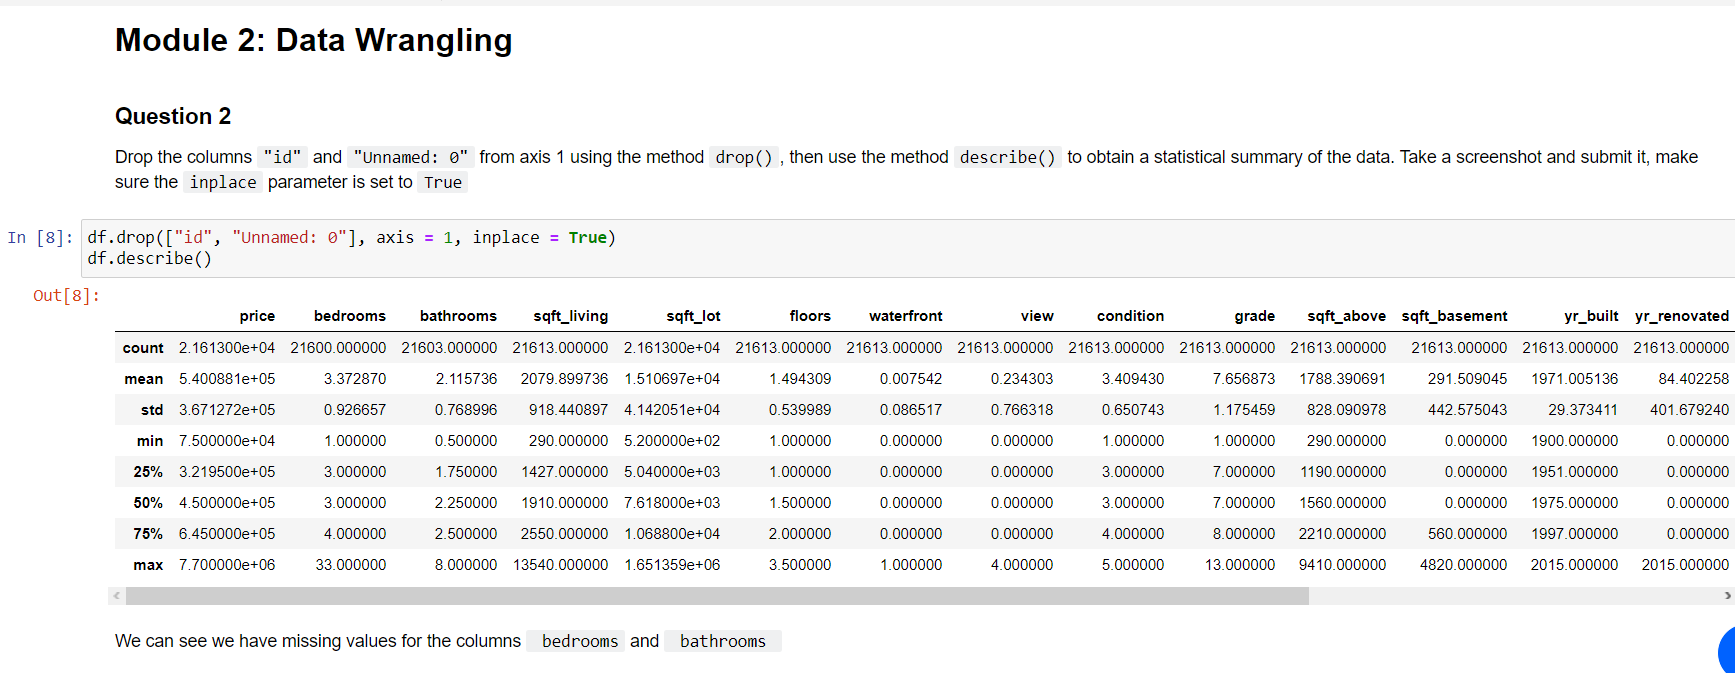 Module 2: Data Wrangling
Question 2
Drop the columns "id" and "Unnamed: 0" from axis 1 using the method drop() , then use the method describe() to obtain a statistical summary of the data. Take a screenshot and submit it, make
sure the inplace parameter is set to True
In [8]: df.drop(["id", "Unnamed: 0"], axis = 1, inplace = True)
df.describe()
Out[8]:
price bedrooms bathrooms sqft_living sqft_lot floors waterfront view condition grade sqft_above sqft_basement yr_built yr_renovated
count 2.161300e+04 21600.000000 21603.000000 21613.000000 2.161300e+04 21613.000000 21613.000000 21613.000000 21613.000000 21613.000000 21613.000000 21613.000000 21613.000000 21613.000000
mean 5.400881e+05 3.372870 2.115736 2079.899736 1.510697e+04 1.494309 0.007542 0.234303 3.409430 7.656873 1788.390691 291.509045 1971.005136 84.402258
std 3.671272e+05 0.926657 0.768996 918.440897 4.142051e+04 0.539989 0.086517 0.766318 0.650743 1.175459 828.090978 442.575043 29.373411 401.679240
min 7.500000e+04 1.000000 0.500000 290.000000 5.200000e+02 1.000000 0.000000 0.000000 1.000000 1.000000 290.000000 0.000000 1900.000000 0.000000
25% 3.219500e+05 3.000000 1.750000 1427.000000 5.040000e+03 1.000000 0.000000 0.000000 3.000000 7.000000 1190.000000 0.000000 1951.000000 0.000000
50% 4.500000e+05 3.000000 2.250000 1910.000000 7.618000e+03 1.500000 0.000000 0.000000 3.000000 7.000000 1560.000000 0.000000 1975.000000 0.000000
75% 6.450000e+05 4.000000 2.500000 2550.000000 1.068800e+04 2.000000 0.000000 0.000000 4.000000 8.000000 2210.000000 560.000000 1997.000000 0.000000
max 7.700000e+06 33.000000 8.000000 13540.000000 1.651359e+06 3.500000 1.000000 4.000000 5.000000 13.000000 9410.000000 4820.000000 2015.000000 2015.000000
We can see we have missing values for the columns bedrooms and bathrooms